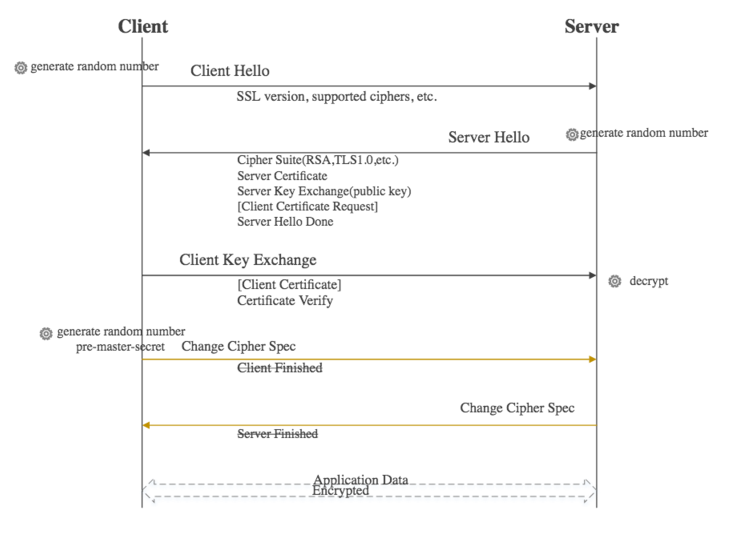 Client
Server
generate random number
Client Hello
SSL version, supported ciphers, etc.
Server Hello
generate random number
Cipher Suite(RSA,TLS1.0,etc.)
Server Certificate
Server Key Exchange(public key)
[Client Certificate Request]
Server Hello Done
Client Key Exchange
[Client Certificate]
Certificate Verify
decrypt
generate random number
pre-master-secret
Change Cipher Spec
Client Finished
Change Cipher Spec
Server Finished
Application Data
Encrypted